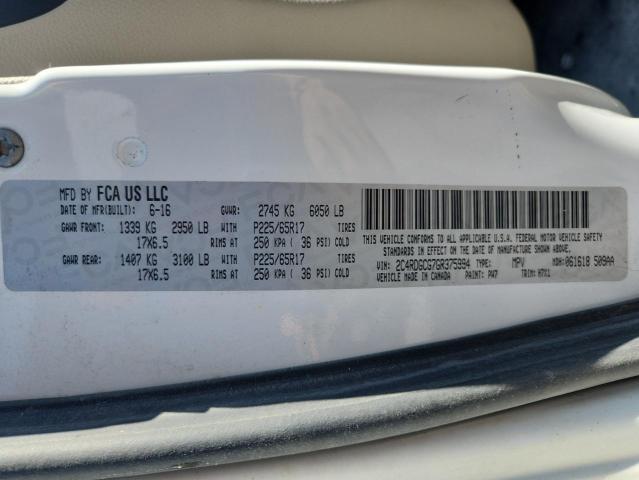 MFD BY FCA US LLC
DATE OF MFR(BUILT): 6-16 GVWR: 2745 KG 6050 LB
GAWR FRONT: 1339 KG 2950 LB WITH P225/65R17 TIRES
17X6.5 RIMS AT 250 KPA ( 36 PSI) COLD
GAWR REAR: 1407 KG 3100 LB WITH P225/65R17 TIRES
17X6.5 RIMS AT 250 KPA ( 36 PSI) COLD
THIS VEHICLE CONFORMS TO ALL APPLICABLE U.S.A. FEDERAL MOTOR VEHICLE SAFETY
STANDARDS IN EFFECT ON THE DATE OF MANUFACTURE SHOWN ABOVE.
VIN: 2C4RDGCG7GR375994 TYPE: MPV MDH: 061618 509AA
VEHICLE MADE IN CANADA PAINT: PW7 TRIM: